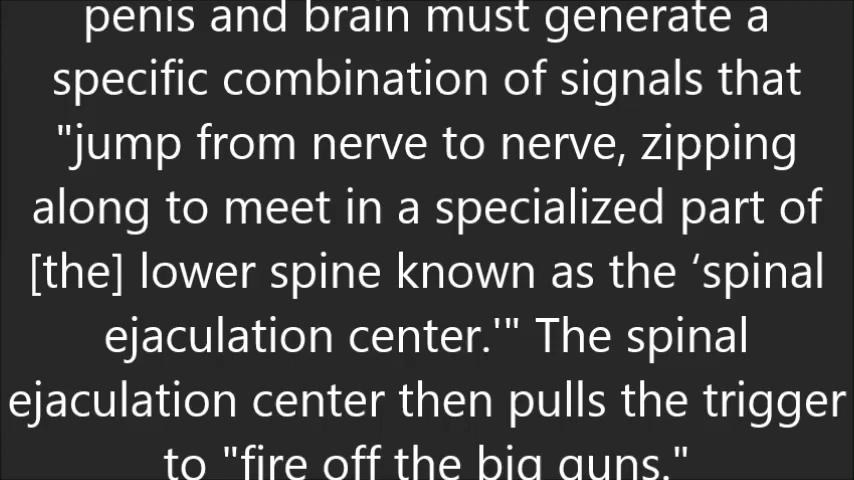 penis and brain must generate a
specific combination of signals that
"jump from nerve to nerve, zipping
along to meet in a specialized part of
[the] lower spine known as the ‘spinal
ejaculation center.'" The spinal
ejaculation center then pulls the trigger
to "fire off the big guns."